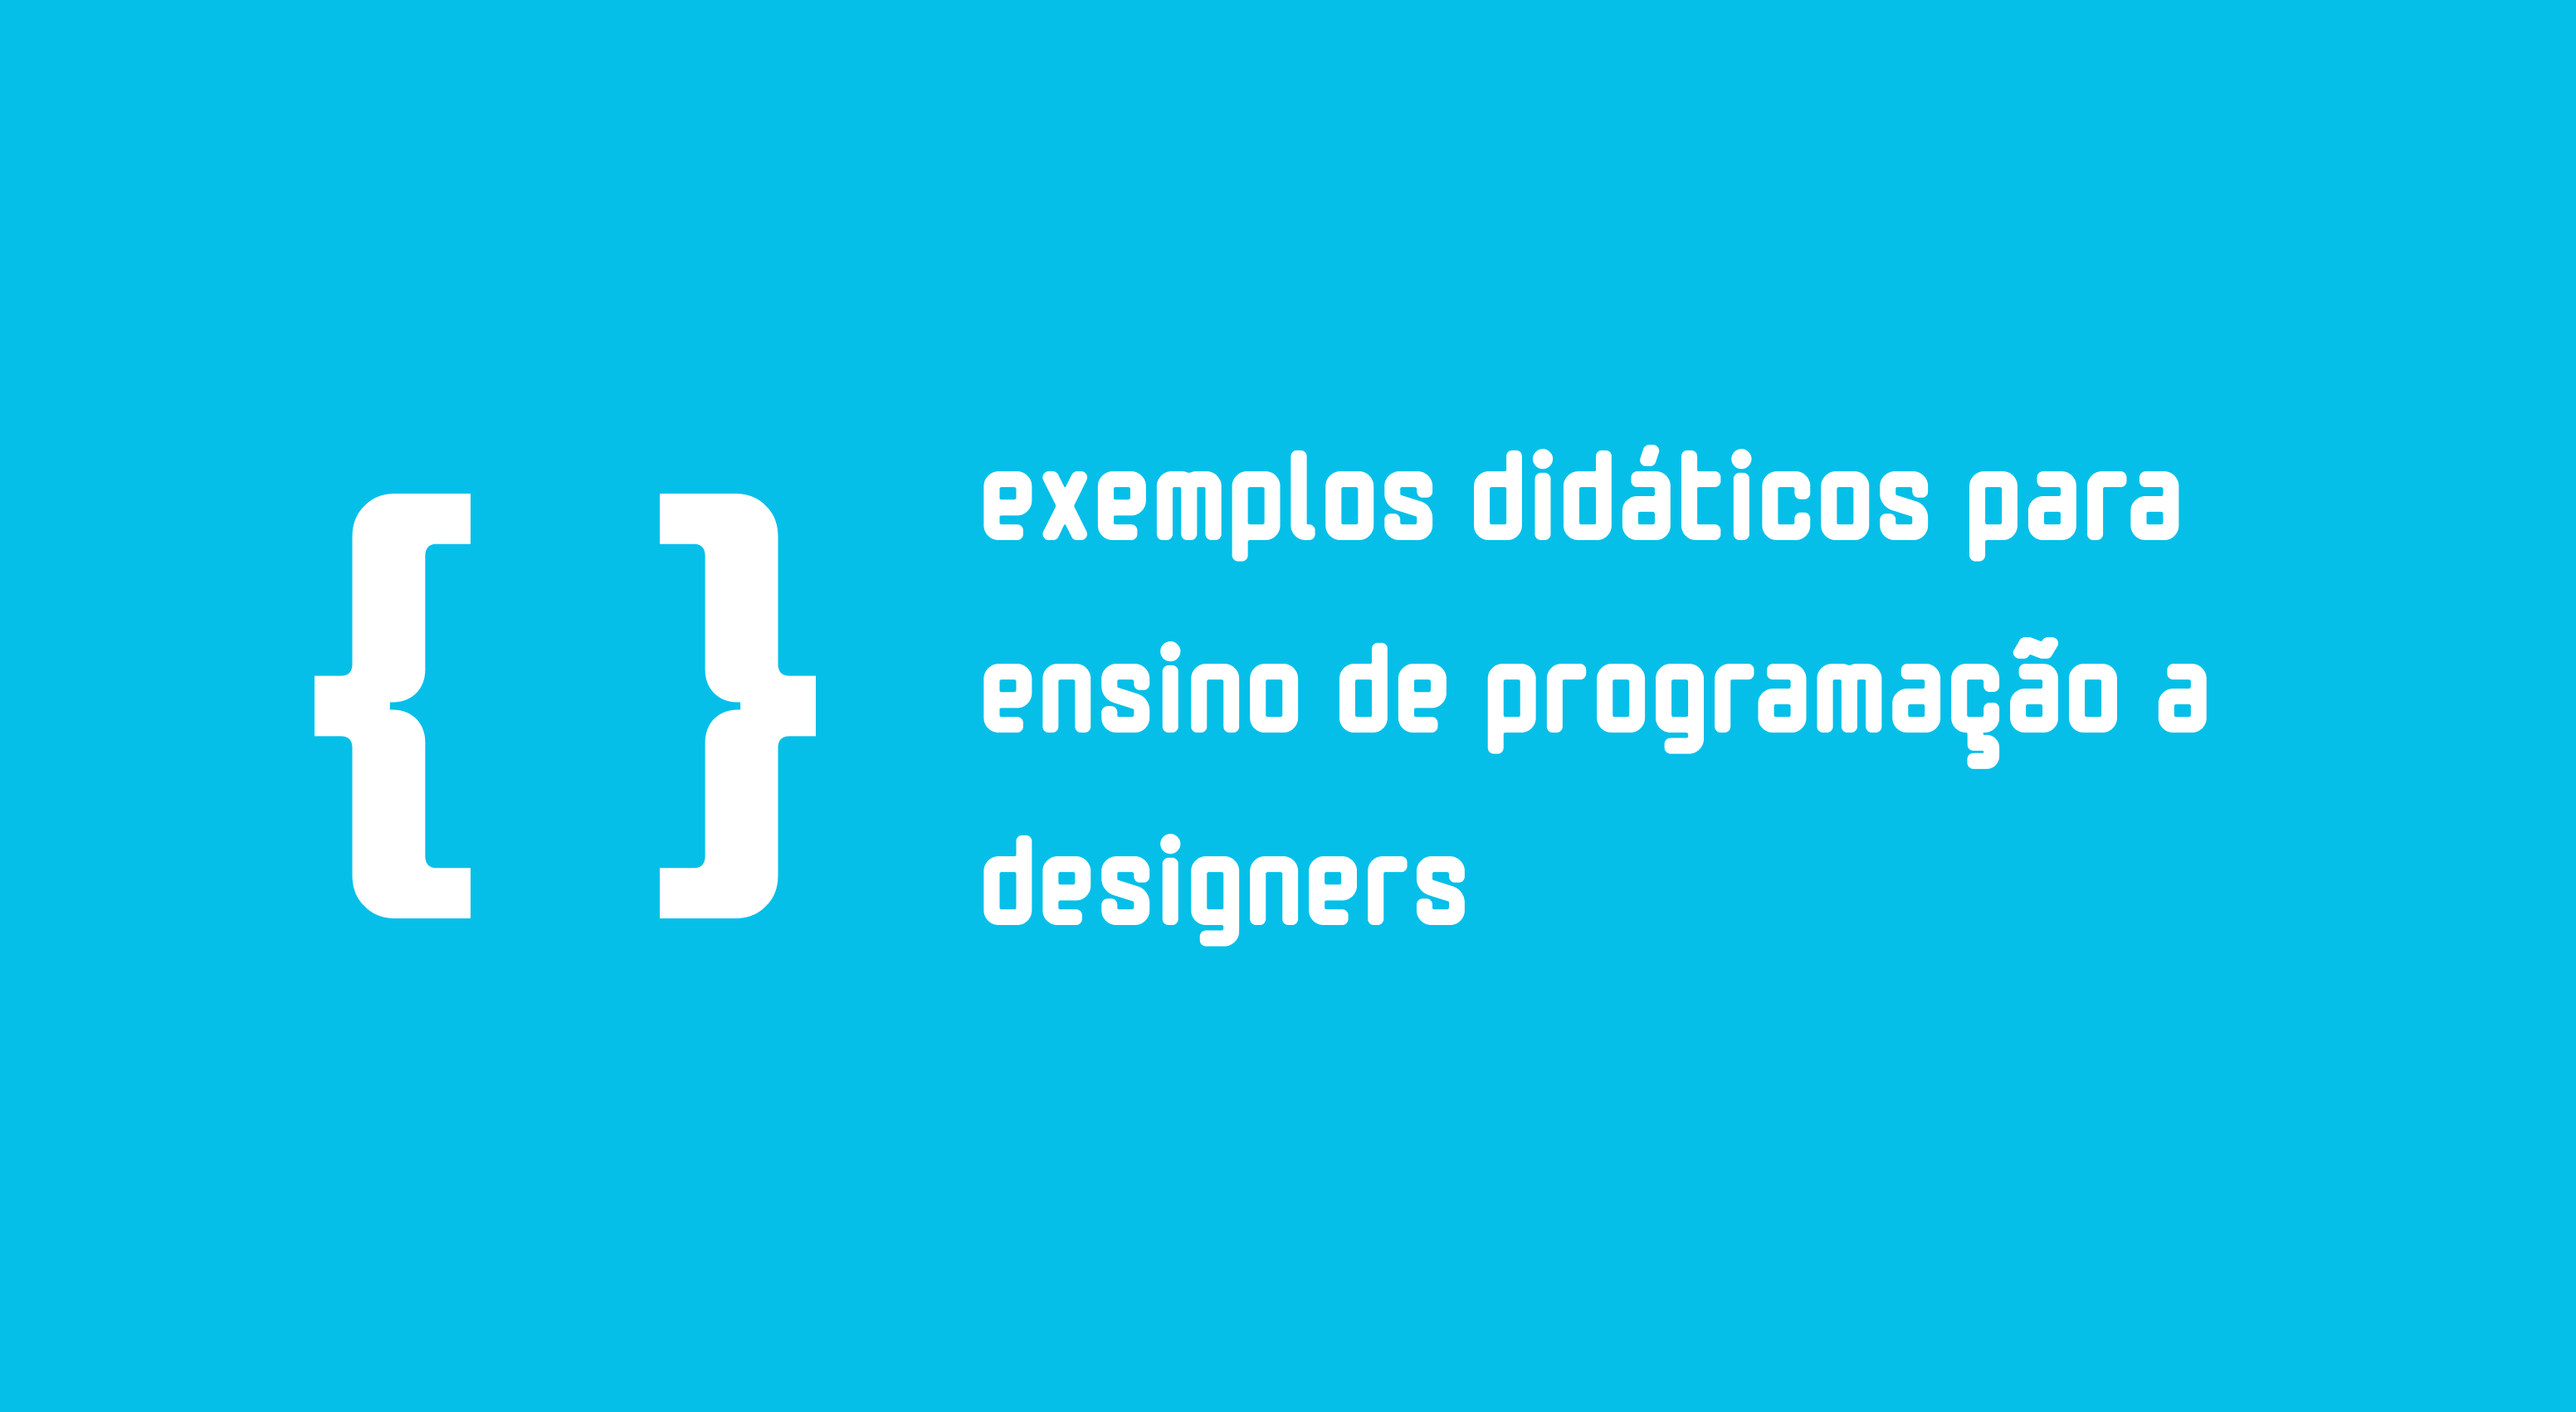 { }
exemplos didáticos para
ensino de programação a
designers